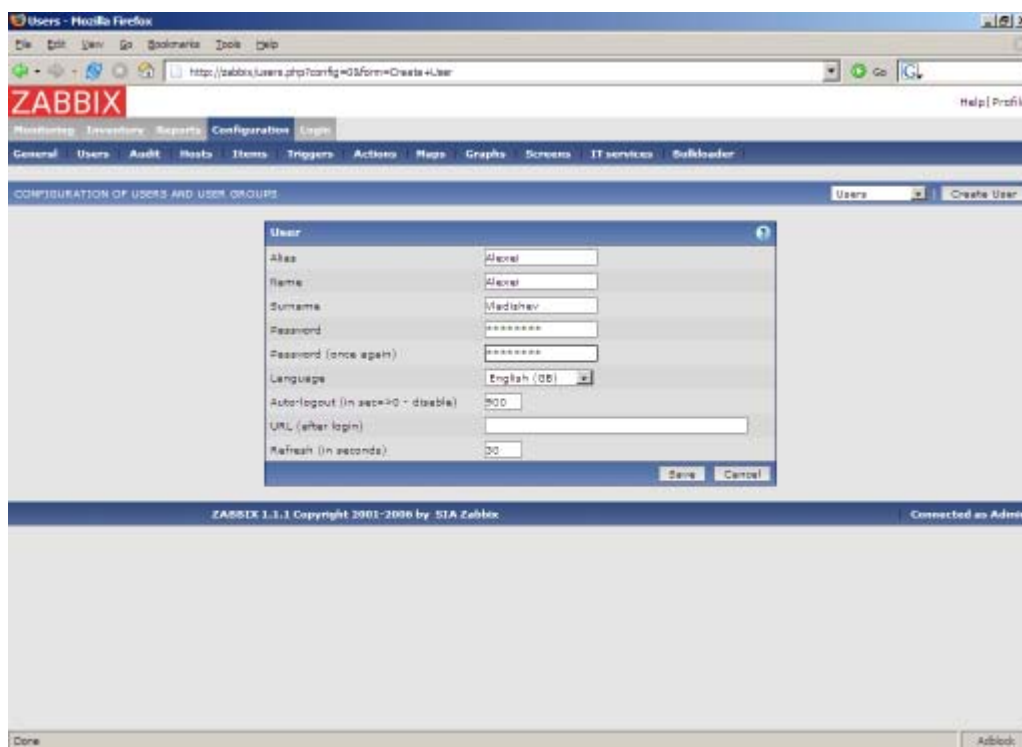 Users - Mozilla Firefox
File Edit View Go Bookmarks Tools Help
http://zabbix/users.php?config=0&form=Create+User
Go
ZABBIX
Help | Profil
Monitoring Inventory Reports Configuration Login
General Users Audit Hosts Items Triggers Actions Maps Graphs Screens IT services Bulkloader
CONFIGURATION OF USERS AND USER GROUPS
Users
Create User
User
Alias Alexei
Name Alexei
Surname Vladishev
Password ********
Password (once again) ********
Language English (GB)
Auto-logout (in sec=>0 - disable) 900
URL (after login)
Refresh (in seconds) 30
Save Cancel
ZABBIX 1.1.1 Copyright 2001-2006 by SIA Zabbix
Connected as Admi
Done
Adblock